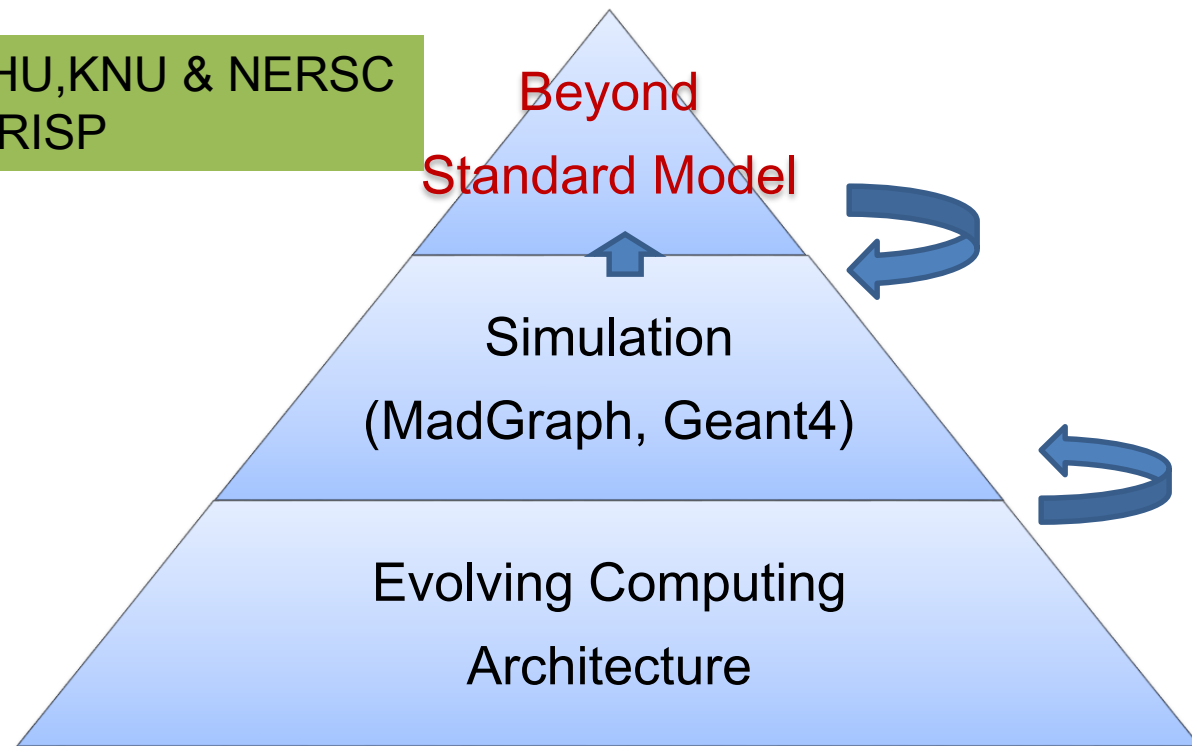 HU,KNU & NERSC
RISP
Beyond
Standard Model
Simulation
(MadGraph, Geant4)
Evolving Computing
Architecture